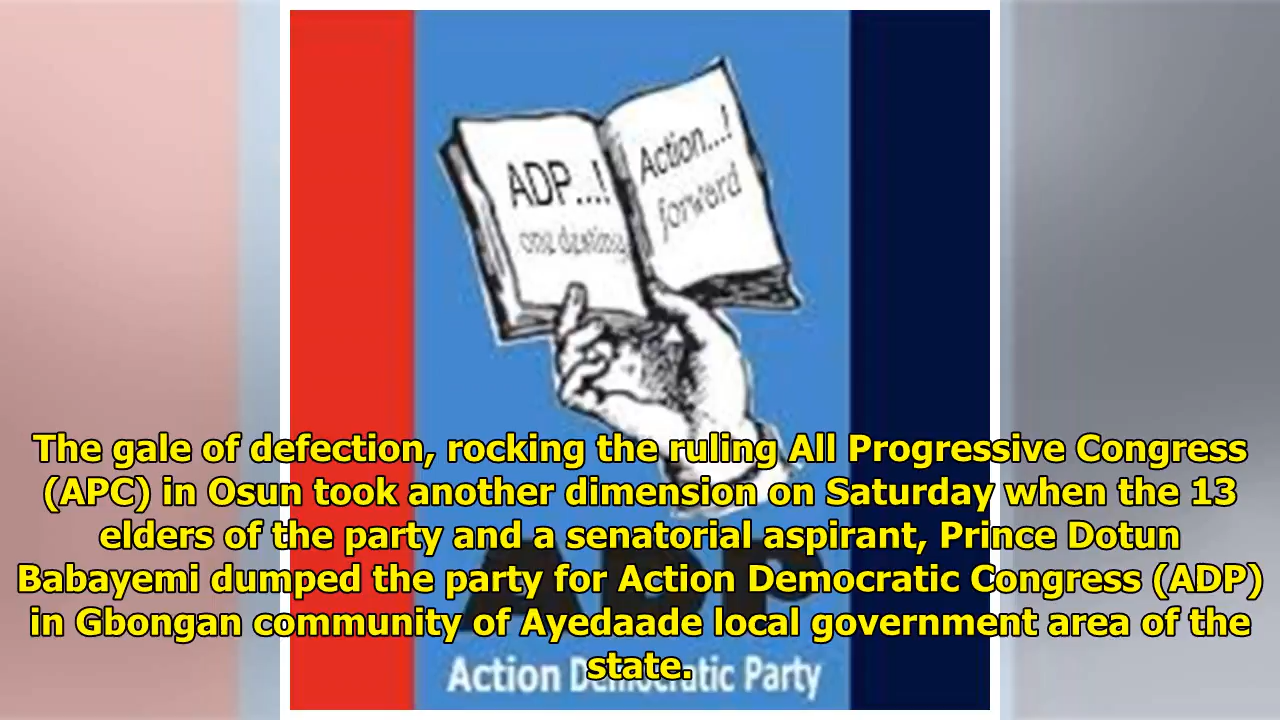 ADP...!
one destiny
Action...!
forward
The gale of defection, rocking the ruling All Progressive Congress
(APC) in Osun took another dimension on Saturday when the 13
elders of the party and a senatorial aspirant, Prince Dotun
Babayemi dumped the party for Action Democratic Congress (ADP)
in Gbongan community of Ayedaade local government area of the
state.
ADP
Action Democratic Party